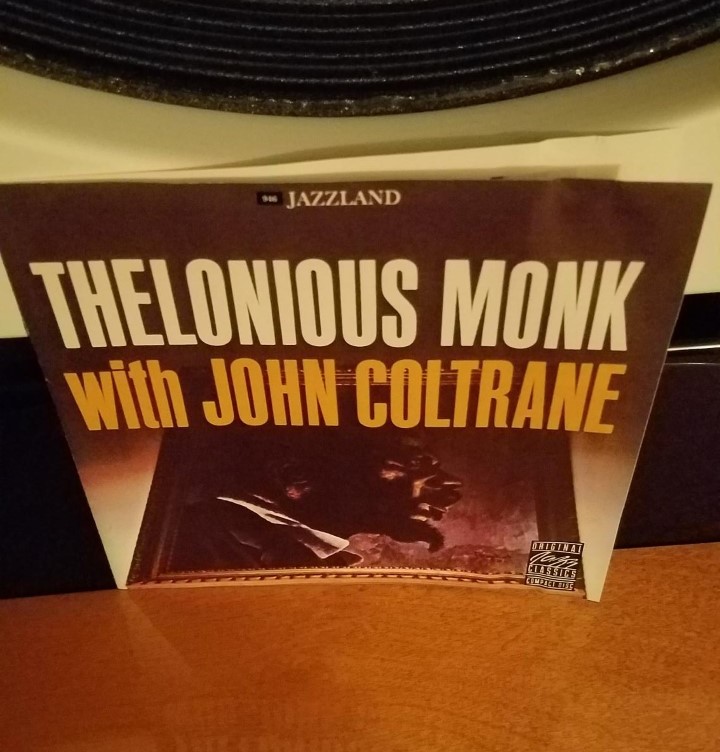 946 JAZZLAND
THELONIOUS MONK
with JOHN COLTRANE
ORIGINAL
Jazz
CLASSICS
COMPACT DISC